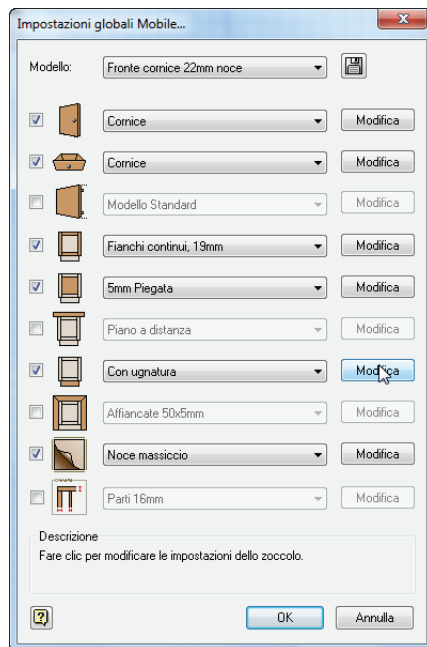 Impostazioni globali Mobile...
Modello: Fronte cornice 22mm noce
Cornice Modifica
Cornice Modifica
Modello Standard Modifica
Fianchi continui, 19mm Modifica
5mm Piegata Modifica
Piano a distanza Modifica
Con ugnatura Modifica
Affiancate 50x5mm Modifica
Noce massiccio Modifica
Parti 16mm Modifica
Descrizione
Fare clic per modificare le impostazioni dello zoccolo.
OK Annulla